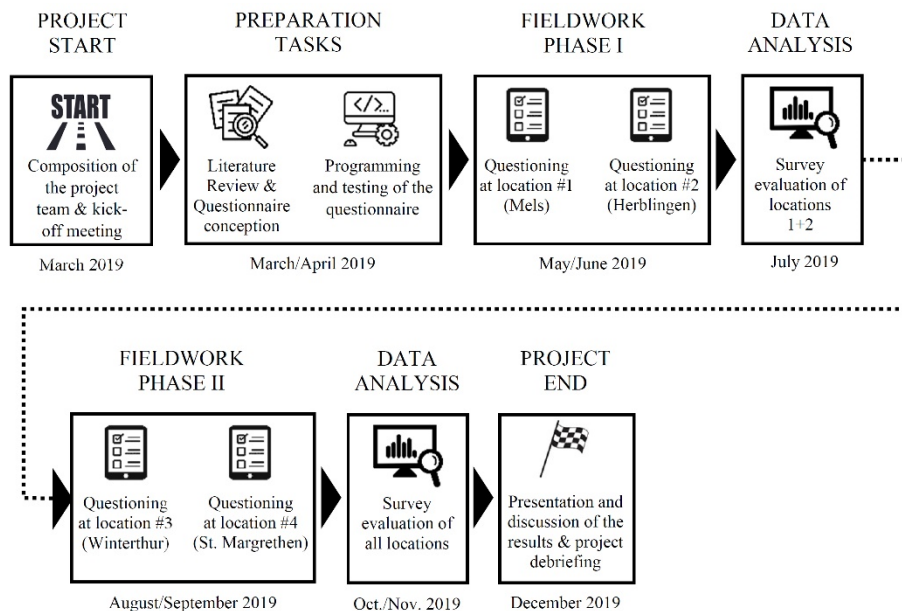 PROJECT
START
START
Composition of
the project
team & kick-
off meeting
March 2019
PREPARATION
TASKS
</...
Literature
Review &
Questionnaire
conception
Programming
and testing of the
questionnaire
March/April 2019
FIELDWORK
PHASE I
Questioning
at location #1
(Mels)
Questioning
at location #2
(Herblingen)
May/June 2019
DATA
ANALYSIS
Survey
evaluation of
locations
1+2
July 2019
FIELDWORK
PHASE II
Questioning
at location #3
(Winterthur)
Questioning
at location #4
(St. Margrethen)
August/September 2019
DATA
ANALYSIS
Survey
evaluation of
all locations
Oct./Nov. 2019
PROJECT
END
Presentation and
discussion of the
results & project
debriefing
December 2019